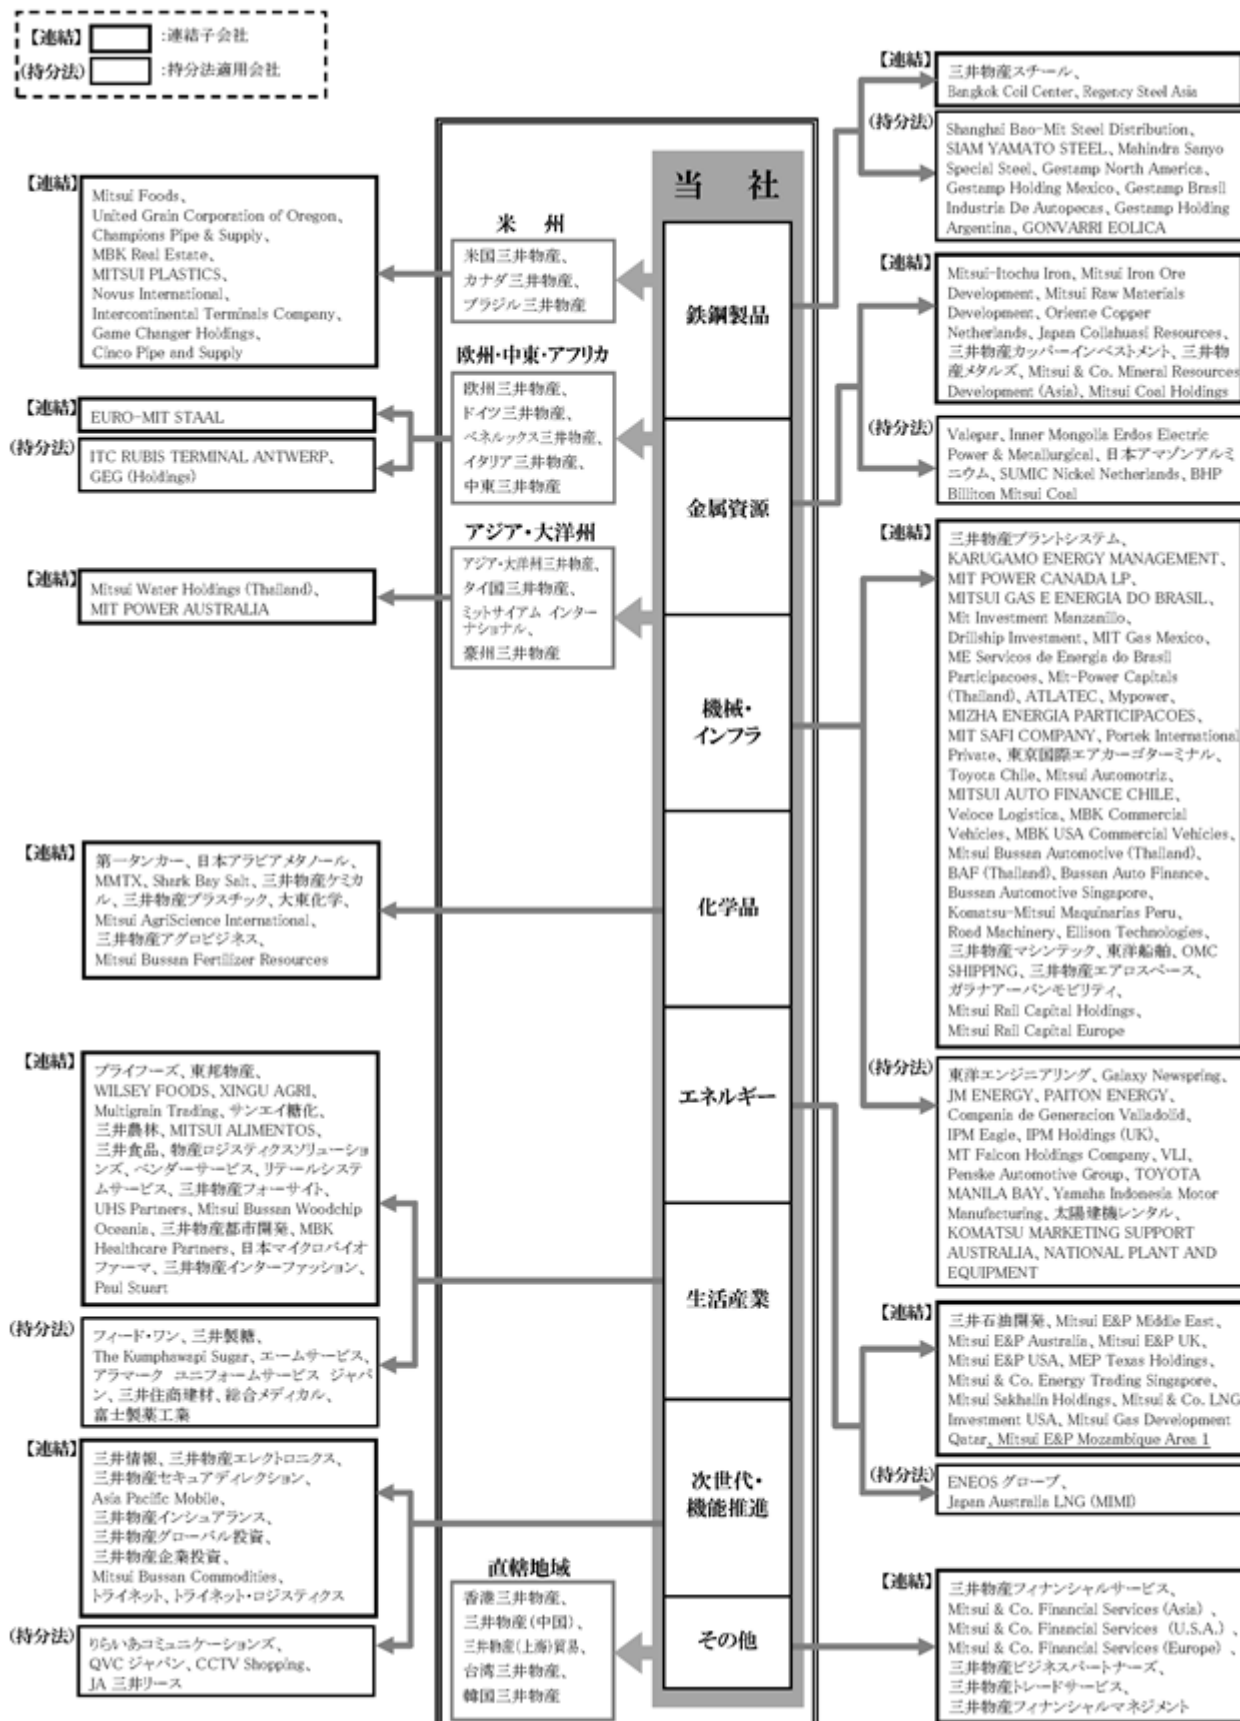 【連結】 :連結子会社
(持分法) :持分法適用会社
【連結】
Mitsui Foods、
United Grain Corporation of Oregon、
Champions Pipe & Supply、
MBK Real Estate、
MITSUI PLASTICS、
Novus International、
Intercontinental Terminals Company、
Game Changer Holdings、
Cinco Pipe and Supply
【連結】
EURO-MIT STAAL
(持分法)
ITC RUBIS TERMINAL ANTWERP、
GEG (Holdings)
【連結】
Mitsui Water Holdings (Thailand)、
MIT POWER AUSTRALIA
【連結】
第一タンカー、日本アラビアメタノール、
MMTX、Shark Bay Salt、三井物産ケミカ
ル、三井物産プラスチック、大東化学、
Mitsui AgriScience International、
三井物産アグロビジネス、
Mitsui Bussan Fertilizer Resources
【連結】
プライフーズ、東邦物産、
WILSEY FOODS、XINGU AGRI、
Multigrain Trading、サンエイ糖化、
三井農林、MITSUI ALIMENTOS、
三井食品、物産ロジスティクスソリューショ
ンズ、ベンダーサービス、リテールシステ
ムサービス、三井物産フォーサイト、
UHS Partners、Mitsui Bussan Woodchip
Oceania、三井物産都市開発、MBK
Healthcare Partners、日本マイクロバイオ
ファーマ、三井物産インターファッション、
Paul Stuart
(持分法)
フィード・ワン、三井製糖、
The Kumphawapi Sugar、エームサービス、
アラマーク ユニフォームサービス ジャパ
ン、三井住商建材、総合メディカル、
富士製薬工業
【連結】
三井情報、三井物産エレクトロニクス、
三井物産セキュアディレクション、
Asia Pacific Mobile、
三井物産インシュアランス、
三井物産グローバル投資、
三井物産企業投資、
Mitsui Bussan Commodities、
トライネット、トライネット・ロジスティクス
(持分法)
りらいあコミュニケーションズ、
QVC ジャパン、CCTV Shopping、
JA 三井リース
米 州
米国三井物産、
カナダ三井物産、
ブラジル三井物産
欧州・中東・アフリカ
欧州三井物産、
ドイツ三井物産、
ベネルックス三井物産、
イタリア三井物産、
中東三井物産
アジア・大洋州
アジア・大洋州三井物産、
タイ国三井物産、
ミットサイアム インター
ナショナル、
豪州三井物産
直轄地域
香港三井物産、
三井物産(中国)、
三井物産(上海)貿易、
台湾三井物産、
韓国三井物産
当 社
鉄鋼製品
金属資源
機械・
インフラ
化学品
エネルギー
生活産業
次世代・
機能推進
その他
【連結】
三井物産スチール、
Bangkok Coil Center、Regency Steel Asia
(持分法)
Shanghai Bao-Mit Steel Distribution、
SIAM YAMATO STEEL、Mahindra Sanyo
Special Steel、Gestamp North America、
Gestamp Holding Mexico、Gestamp Brasil
Industria De Autopecas、Gestamp Holding
Argentina、GONVARRI EOLICA
【連結】
Mitsui-Itochu Iron、Mitsui Iron Ore
Development、Mitsui Raw Materials
Development、Oriente Copper
Netherlands、Japan Collahuasi Resources、
三井物産カッパーインベストメント、三井物
産メタルズ、Mitsui & Co. Mineral Resources
Development (Asia)、Mitsui Coal Holdings
(持分法)
Valepar、Inner Mongolia Erdos Electric
Power & Metallurgical、日本アマゾンアルミ
ニウム、SUMIC Nickel Netherlands、BHP
Billiton Mitsui Coal
【連結】
三井物産プラントシステム、
KARUGAMO ENERGY MANAGEMENT、
MIT POWER CANADA LP、
MITSUI GAS E ENERGIA DO BRASIL、
Mit Investment Manzanillo、
Drillship Investment、MIT Gas Mexico、
ME Servicos de Energia do Brasil
Participacoes、Mit-Power Capitals
(Thailand)、ATLATEC、Mypower、
MIZHA ENERGIA PARTICIPACOES、
MIT SAFI COMPANY、Portek International
Private、東京国際エアカーゴターミナル、
Toyota Chile、Mitsui Automotriz、
MITSUI AUTO FINANCE CHILE、
Veloce Logistica、MBK Commercial
Vehicles、MBK USA Commercial Vehicles、
Mitsui Bussan Automotive (Thailand)、
BAF (Thailand)、Bussan Auto Finance、
Bussan Automotive Singapore、
Komatsu-Mitsui Maquinarias Peru、
Road Machinery、Ellison Technologies、
三井物産マシンテック、東洋船舶、OMC
SHIPPING、三井物産エアロスペース、
ガラナアーバンモビリティ、
Mitsui Rail Capital Holdings、
Mitsui Rail Capital Europe
(持分法)
東洋エンジニアリング、Galaxy Newspring、
JM ENERGY、PAITON ENERGY、
Compania de Generacion Valladolid、
IPM Eagle、IPM Holdings (UK)、
MT Falcon Holdings Company、VLI、
Penske Automotive Group、TOYOTA
MANILA BAY、Yamaha Indonesia Motor
Manufacturing、太陽建機レンタル、
KOMATSU MARKETING SUPPORT
AUSTRALIA、NATIONAL PLANT AND
EQUIPMENT
【連結】
三井石油開発、Mitsui E&P Middle East、
Mitsui E&P Australia、Mitsui E&P UK、
Mitsui E&P USA、MEP Texas Holdings、
Mitsui & Co. Energy Trading Singapore、
Mitsui Sakhalin Holdings、Mitsui & Co. LNG
Investment USA、Mitsui Gas Development
Qatar、Mitsui E&P Mozambique Area 1
(持分法)
ENEOS グローブ、
Japan Australia LNG (MIMI)
【連結】
三井物産フィナンシャルサービス、
Mitsui & Co. Financial Services (Asia) 、
Mitsui & Co. Financial Services (U.S.A.) 、
Mitsui & Co. Financial Services (Europe) 、
三井物産ビジネスパートナーズ、
三井物産トレードサービス、
三井物産フィナンシャルマネジメント